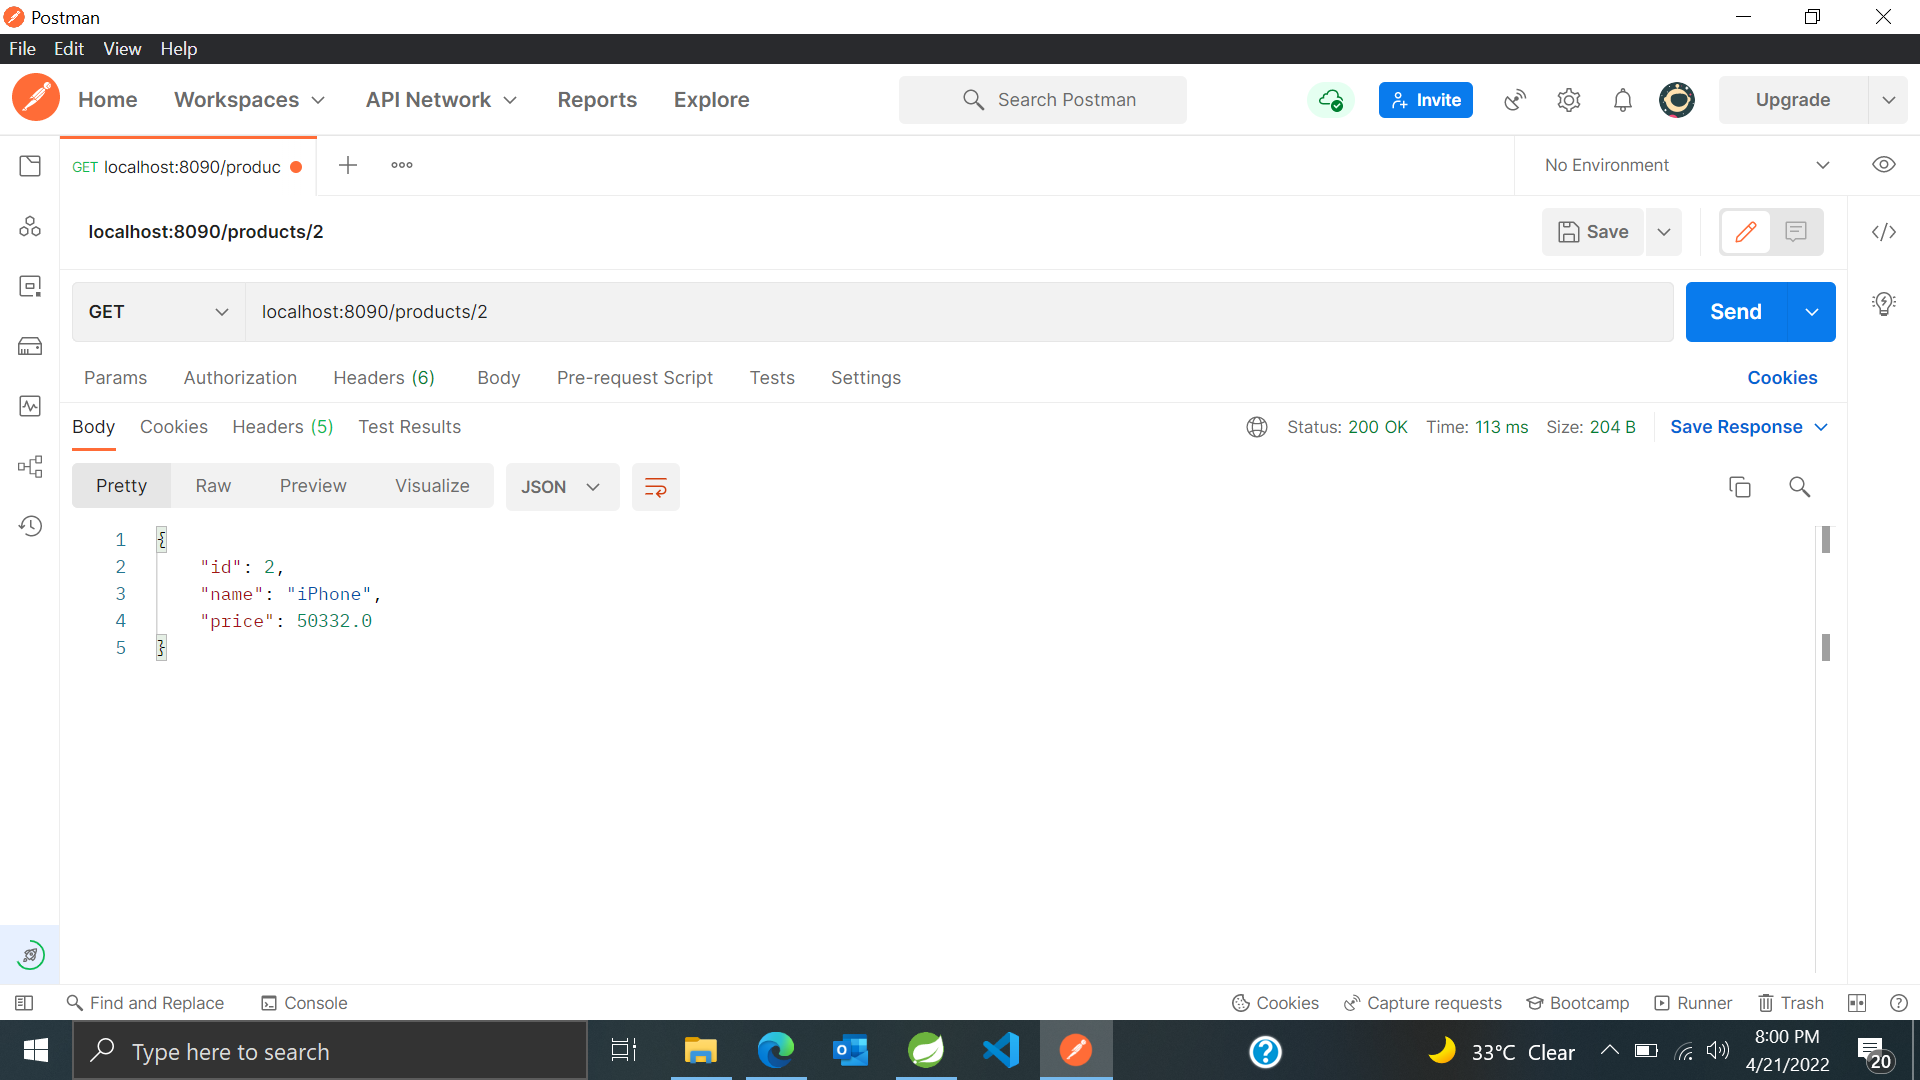 Postman
File Edit View Help
Home Workspaces API Network Reports Explore Search Postman Invite Upgrade
GET localhost:8090/produc No Environment
localhost:8090/products/2 Save
GET localhost:8090/products/2 Send
Params Authorization Headers (6) Body Pre-request Script Tests Settings Cookies
Body Cookies Headers (5) Test Results Status: 200 OK Time: 113 ms Size: 204 B Save Response
Pretty Raw Preview Visualize JSON
1 {
2 "id": 2,
3 "name": "iPhone",
4 "price": 50332.0
5 }
Find and Replace Console Cookies Capture requests Bootcamp Runner Trash
Type here to search 33°C Clear 8:00 PM
4/21/2022 20